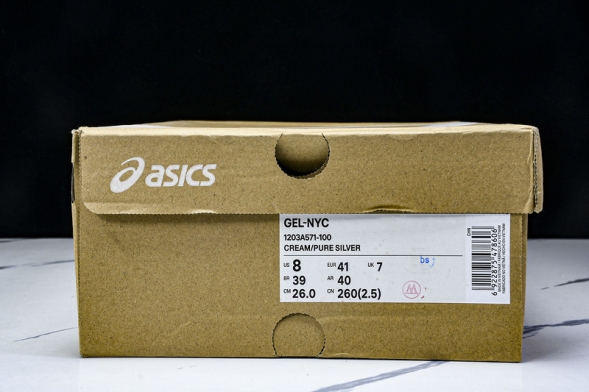 asics
GEL-NYC
1203A571-100
CREAM/PURE SILVER
US 8 EUR 41 UK 7
BR 39 AR 40
CM 26.0 CN 260(2.5)
bs